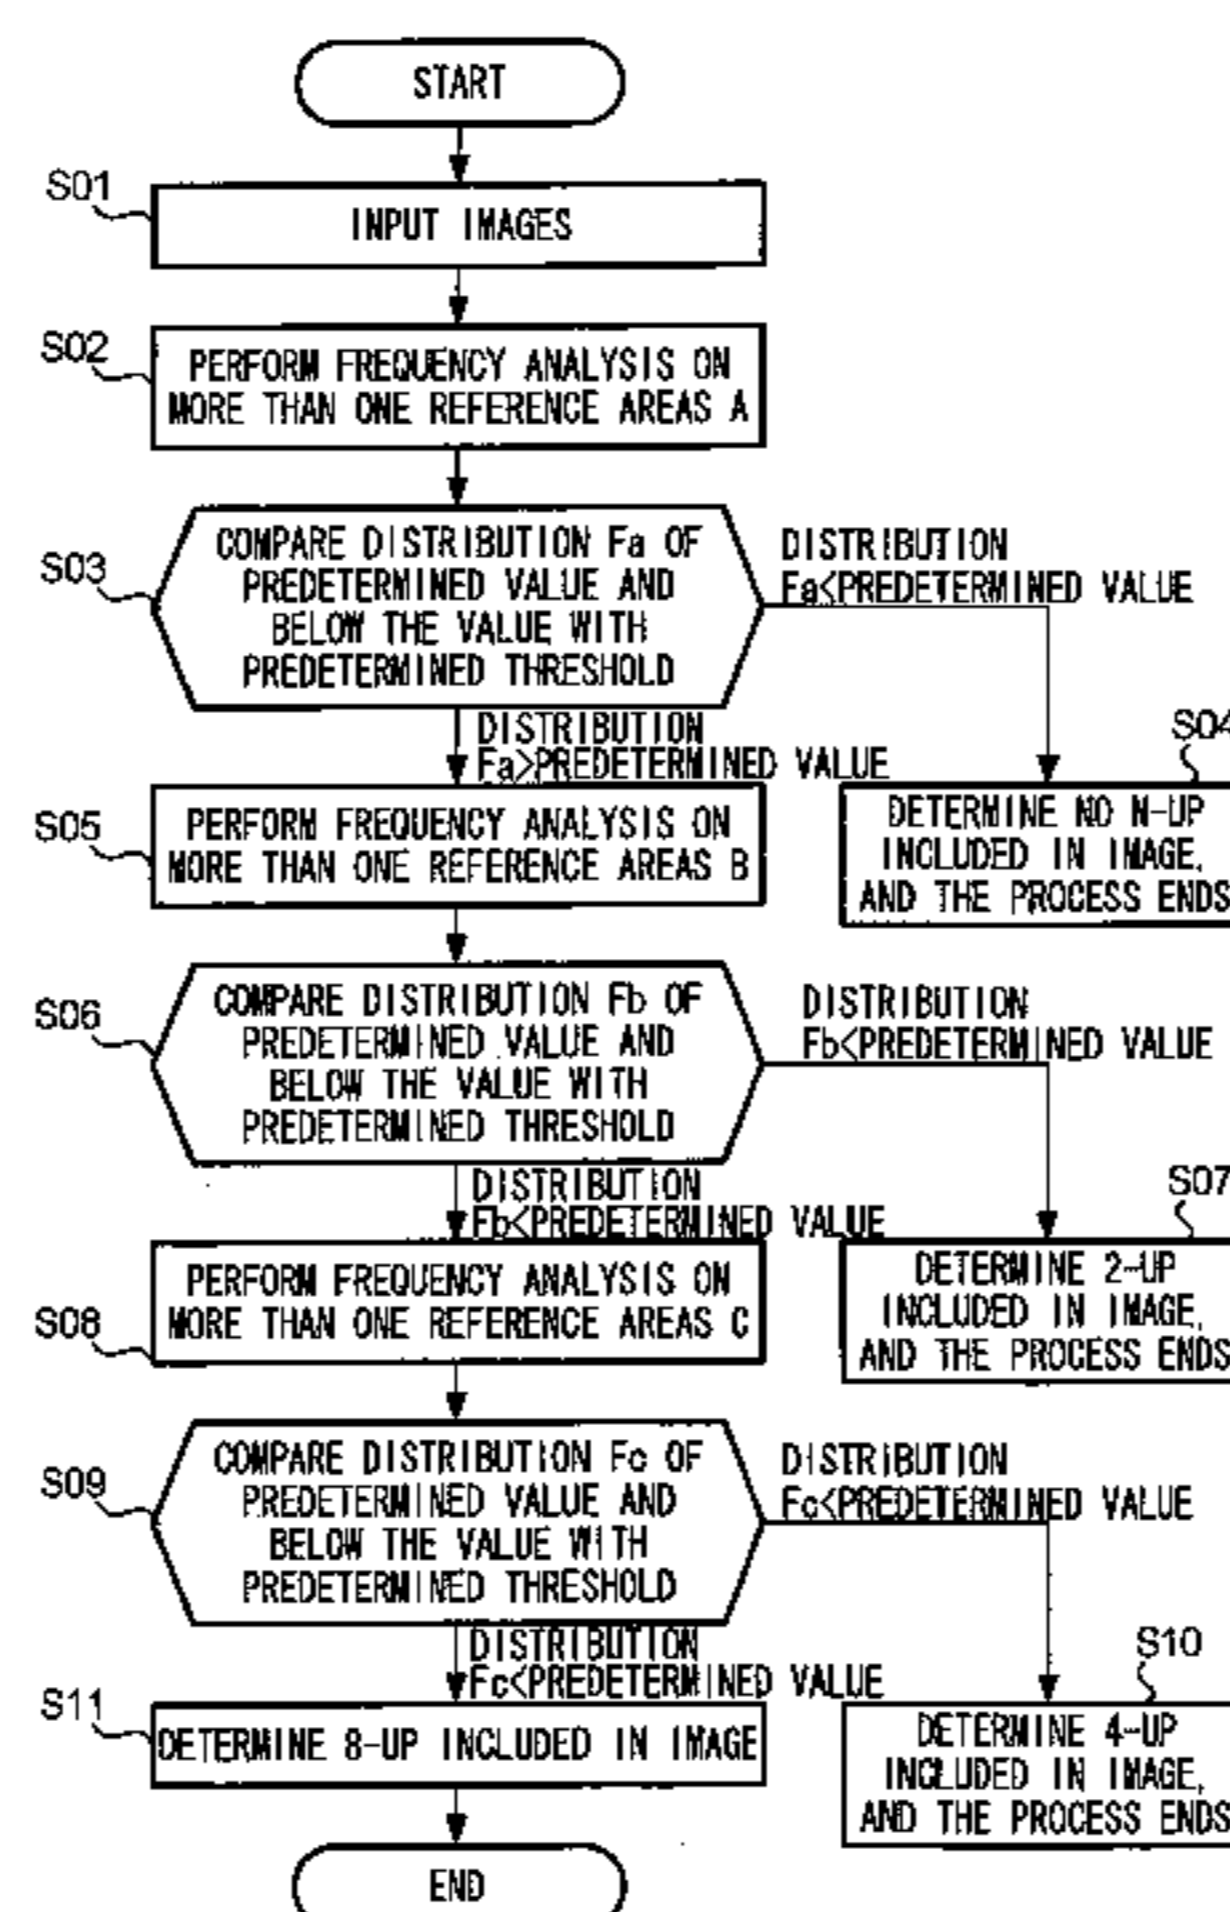 START
S01
INPUT IMAGES
S02
PERFORM FREQUENCY ANALYSIS ON
MORE THAN ONE REFERENCE AREAS A
S03
COMPARE DISTRIBUTION Fa OF
PREDETERMINED VALUE AND
BELOW THE VALUE WITH
PREDETERMINED THRESHOLD
DISTRIBUTION
Fa<PREDETERMINED VALUE
DISTRIBUTION
Fa>PREDETERMINED VALUE
S04
DETERMINE NO N-UP
INCLUDED IN IMAGE,
AND THE PROCESS ENDS
S05
PERFORM FREQUENCY ANALYSIS ON
MORE THAN ONE REFERENCE AREAS B
S06
COMPARE DISTRIBUTION Fb OF
PREDETERMINED VALUE AND
BELOW THE VALUE WITH
PREDETERMINED THRESHOLD
DISTRIBUTION
Fb<PREDETERMINED VALUE
DISTRIBUTION
Fb<PREDETERMINED VALUE
S07
DETERMINE 2-UP
INCLUDED IN IMAGE,
AND THE PROCESS ENDS
S08
PERFORM FREQUENCY ANALYSIS ON
MORE THAN ONE REFERENCE AREAS C
S09
COMPARE DISTRIBUTION Fc OF
PREDETERMINED VALUE AND
BELOW THE VALUE WITH
PREDETERMINED THRESHOLD
DISTRIBUTION
Fc<PREDETERMINED VALUE
DISTRIBUTION
Fc<PREDETERMINED VALUE
S10
DETERMINE 4-UP
INCLUDED IN IMAGE,
AND THE PROCESS ENDS
S11
DETERMINE 8-UP INCLUDED IN IMAGE
END